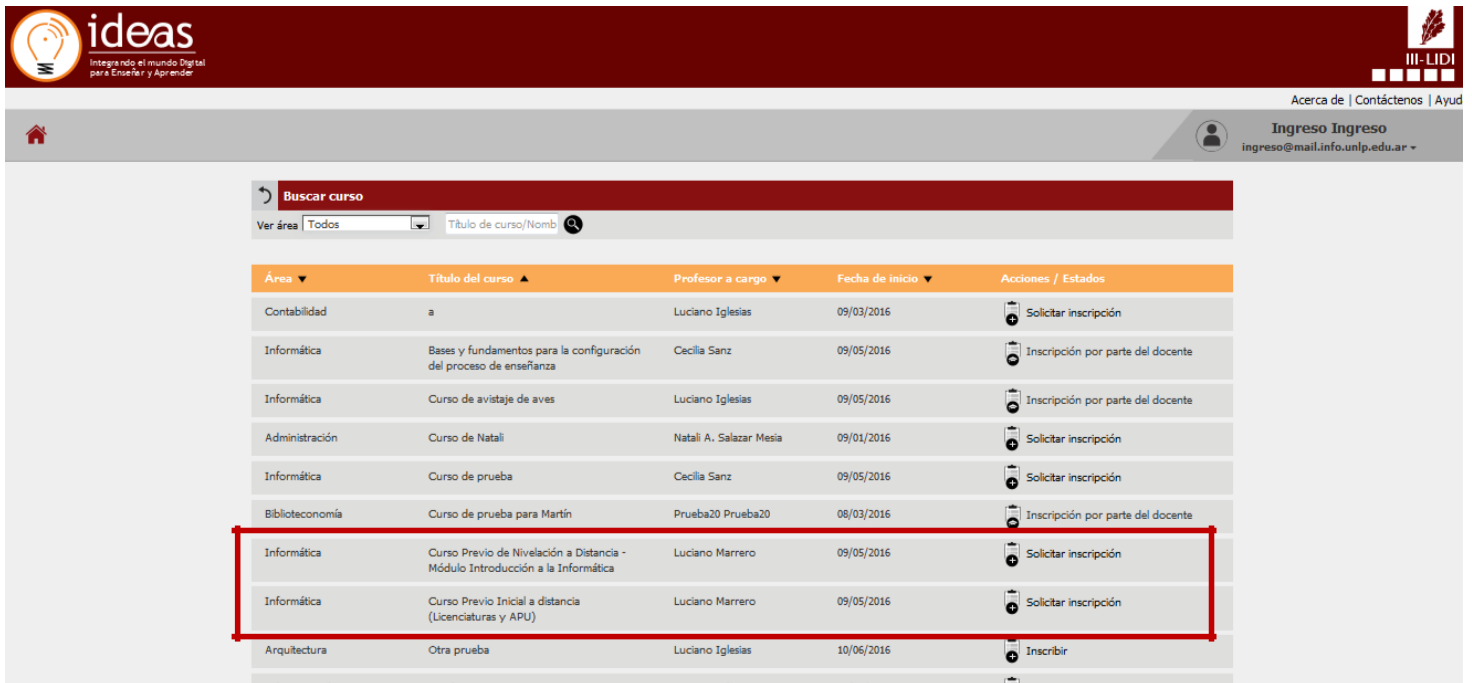 ideas
Integrando el mundo Digital
para Enseñar y Aprender
III-LIDI
Acerca de | Contáctenos | Ayud
Ingreso Ingreso
ingreso@mail.info.unlp.edu.ar
Buscar curso
Ver área Todos Título de curso/Nomb
Área Título del curso Profesor a cargo Fecha de inicio Acciones / Estados
Contabilidad a Luciano Iglesias 09/03/2016 Solicitar inscripción
Informática Bases y fundamentos para la configuración Cecilia Sanz 09/05/2016 Inscripción por parte del docente
del proceso de enseñanza
Informática Curso de avistaje de aves Luciano Iglesias 09/05/2016 Inscripción por parte del docente
Administración Curso de Natali Natali A. Salazar Mesia 09/01/2016 Solicitar inscripción
Informática Curso de prueba Cecilia Sanz 09/05/2016 Solicitar inscripción
Biblioteconomía Curso de prueba para Martín Prueba20 Prueba20 08/03/2016 Inscripción por parte del docente
Informática Curso Previo de Nivelación a Distancia - Luciano Marrero 09/05/2016 Solicitar inscripción
Módulo Introducción a la Informática
Informática Curso Previo Inicial a distancia Luciano Marrero 09/05/2016 Solicitar inscripción
(Licenciaturas y APU)
Arquitectura Otra prueba Luciano Iglesias 10/06/2016 Inscribir